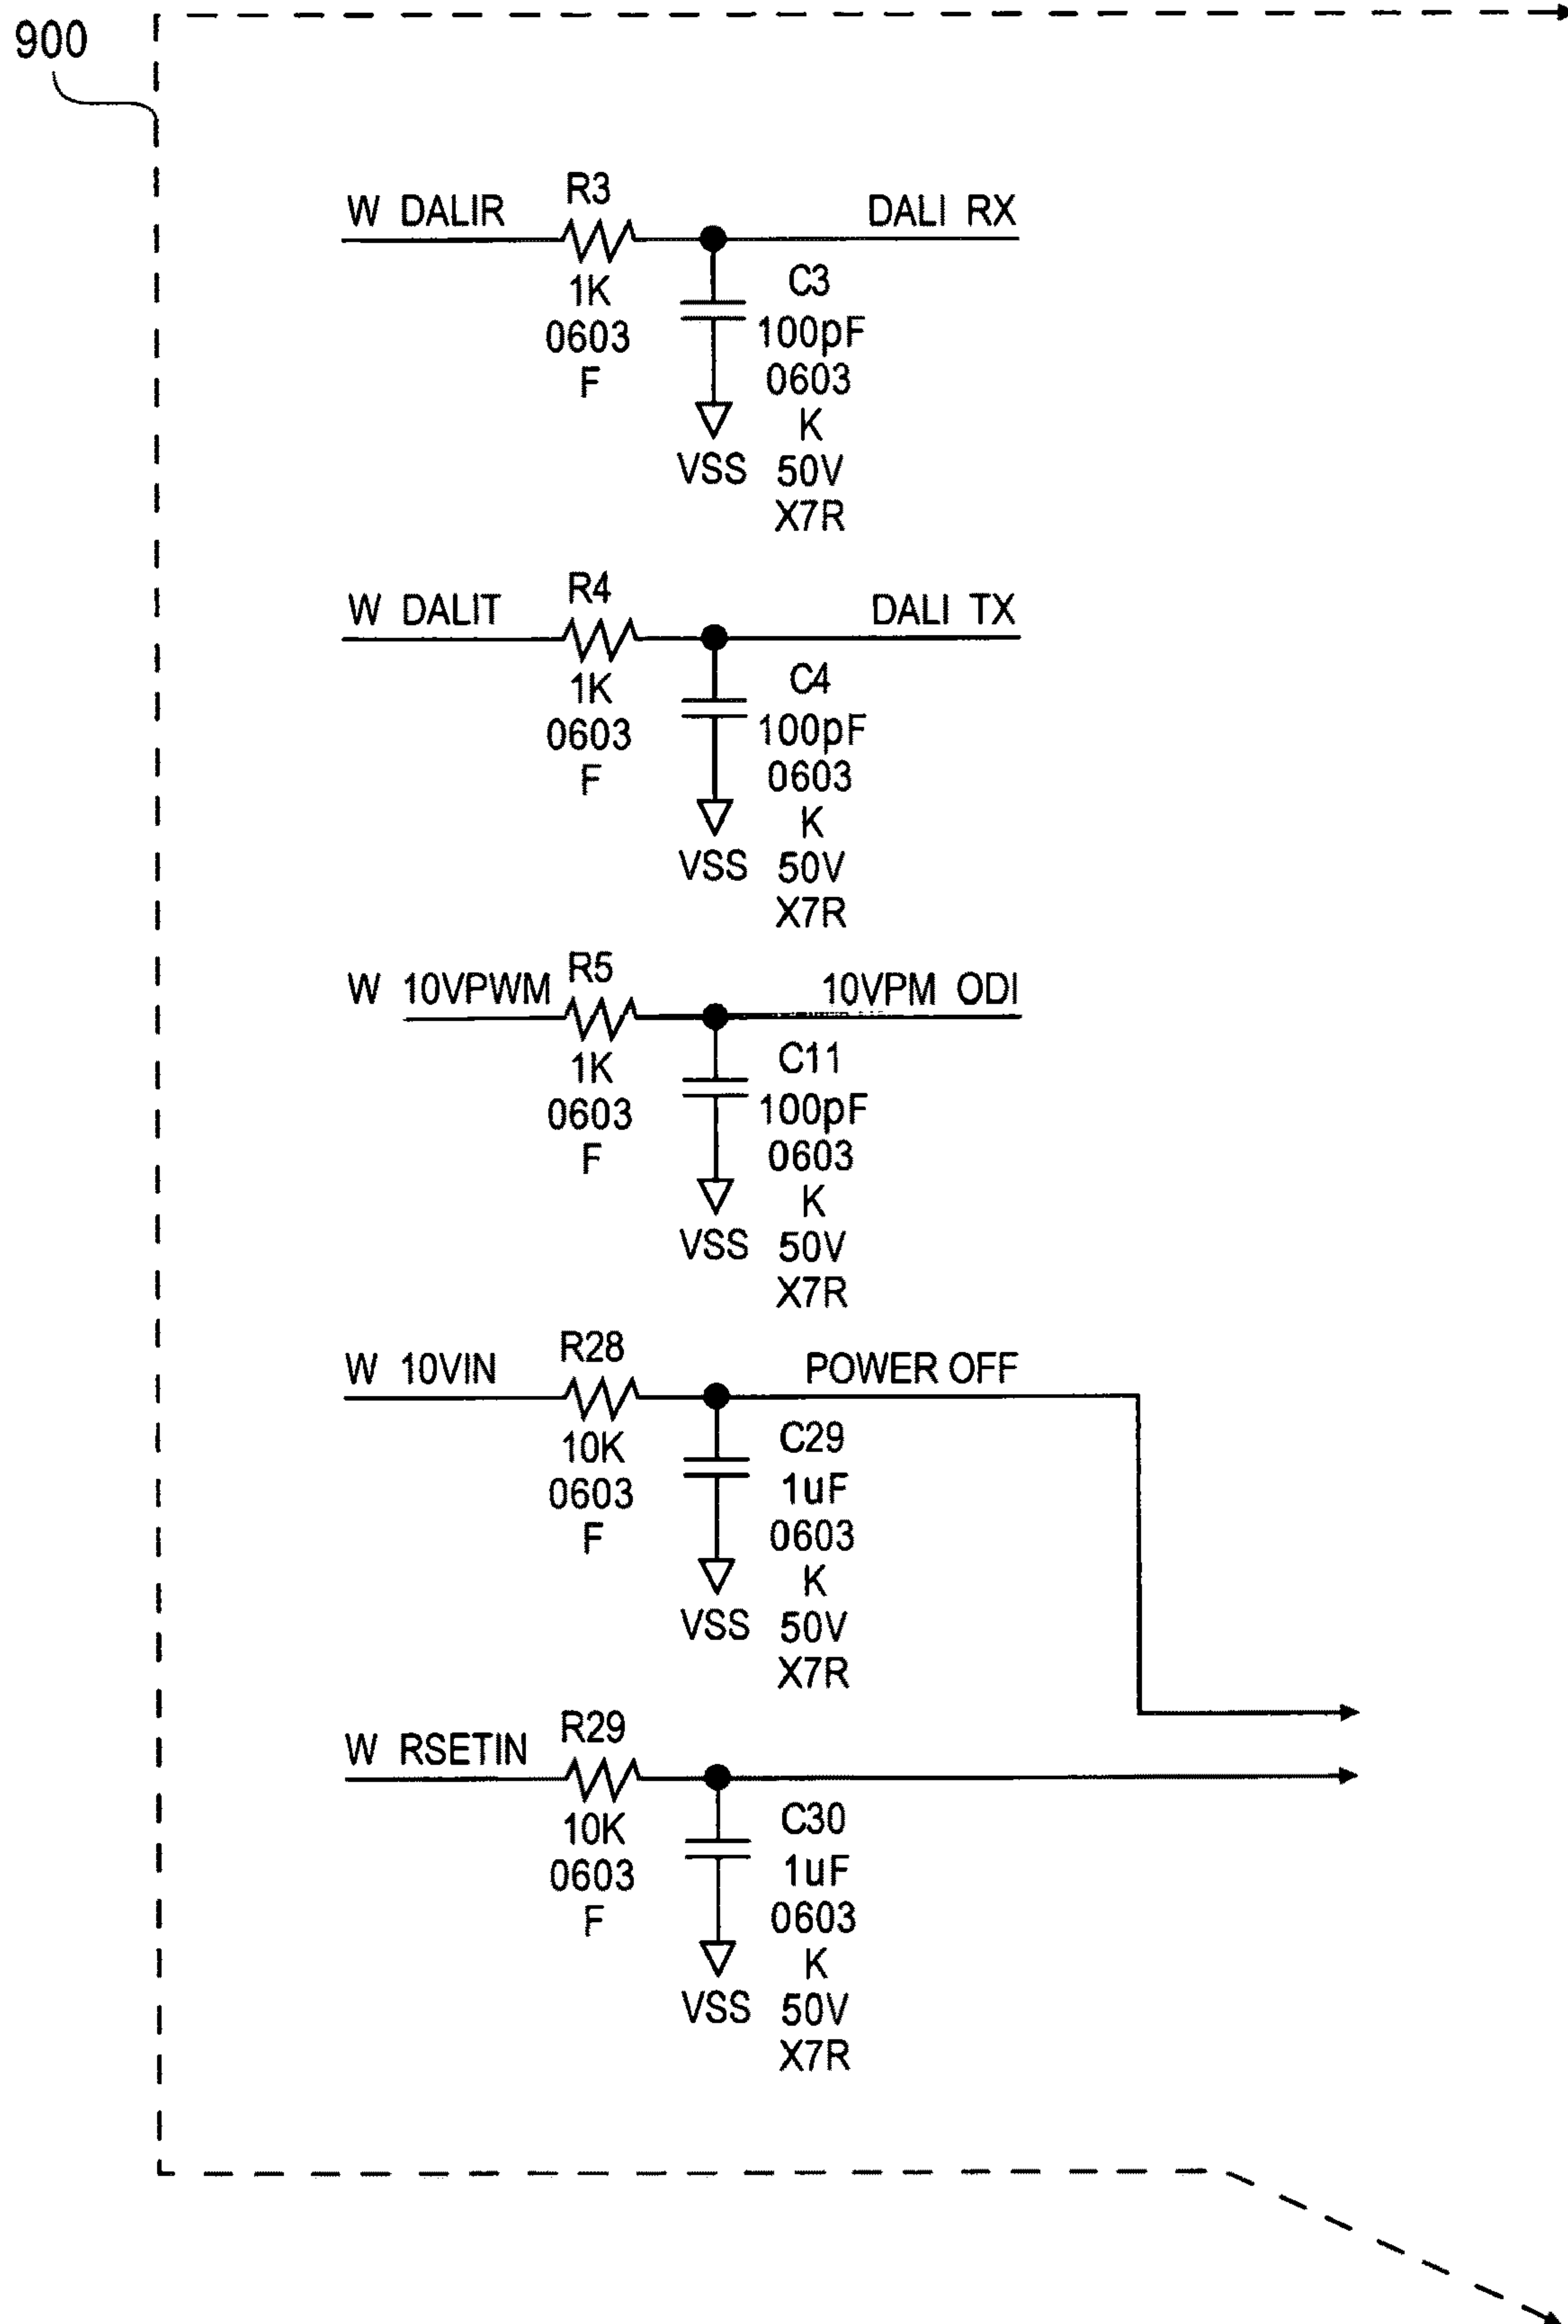 900
W DALIR
R3
1K
0603
F
DALI RX
C3
100pF
0603
K
50V
X7R
VSS
W DALIT
R4
1K
0603
F
DALI TX
C4
100pF
0603
K
50V
X7R
VSS
W 10VPWM
R5
1K
0603
F
10VPM ODI
C11
100pF
0603
K
50V
X7R
VSS
W 10VIN
R28
10K
0603
F
POWER OFF
C29
1uF
0603
K
50V
X7R
VSS
W RSETIN
R29
10K
0603
F
C30
1uF
0603
K
50V
X7R
VSS